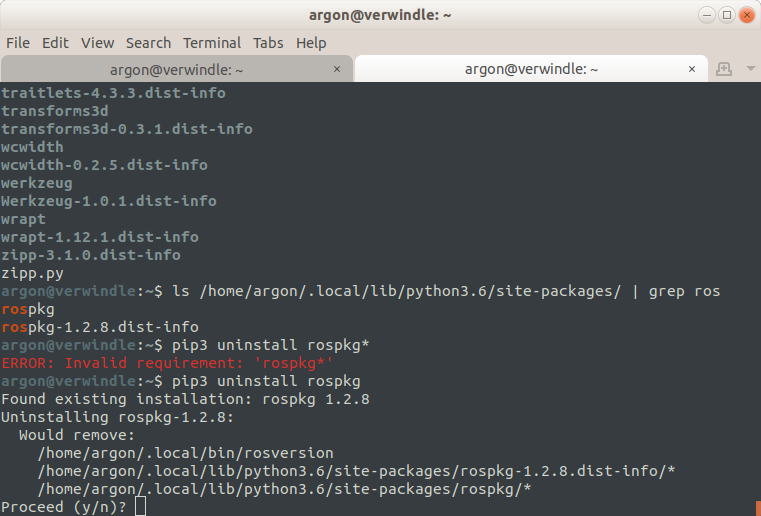 argon@verwindle: ~
File Edit View Search Terminal Tabs Help
argon@verwindle: ~ × argon@verwindle: ~ ×
traitlets-4.3.3.dist-info
transforms3d
transforms3d-0.3.1.dist-info
wcwidth
wcwidth-0.2.5.dist-info
werkzeug
Werkzeug-1.0.1.dist-info
wrapt
wrapt-1.12.1.dist-info
zipp-3.1.0.dist-info
zipp.py
argon@verwindle:~$ ls /home/argon/.local/lib/python3.6/site-packages/ | grep ros
rospkg
rospkg-1.2.8.dist-info
argon@verwindle:~$ pip3 uninstall rospkg*
ERROR: Invalid requirement: 'rospkg*'
argon@verwindle:~$ pip3 uninstall rospkg
Found existing installation: rospkg 1.2.8
Uninstalling rospkg-1.2.8:
  Would remove:
    /home/argon/.local/bin/rosversion
    /home/argon/.local/lib/python3.6/site-packages/rospkg-1.2.8.dist-info/*
    /home/argon/.local/lib/python3.6/site-packages/rospkg/*
Proceed (y/n)?